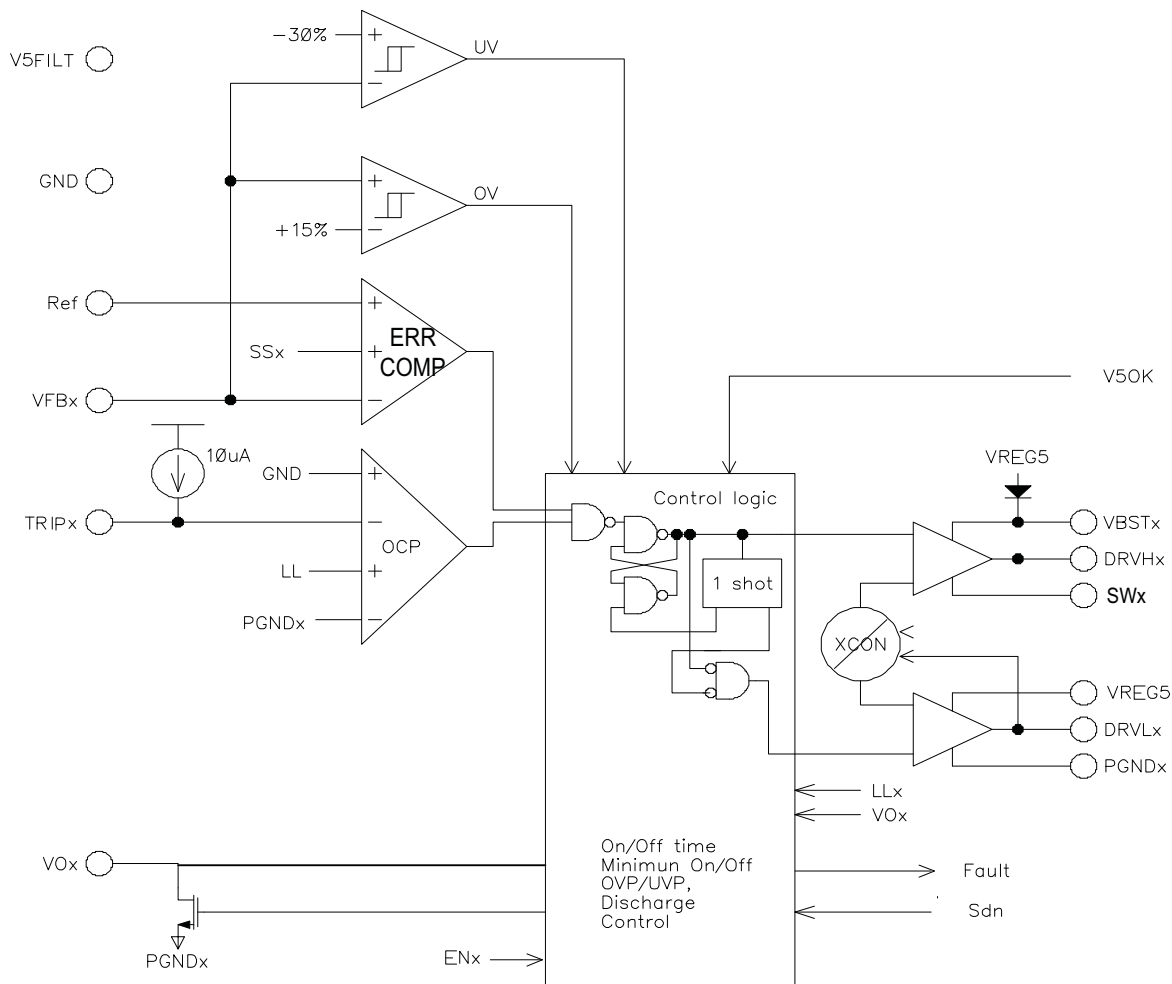 V5FILT
-30%
+
-
UV
GND
+
+15%
-
OV
Ref
+
SSx
+
ERR
COMP
VFBx
-
10uA
GND
+
TRIPx
-
OCP
LL
+
PGNDx
-
V5OK
Control logic
1 shot
VREG5
VBSTx
DRVHx
SWx
XCON
VREG5
DRVLx
PGNDx
LLx
VOx
VOx
On/Off time
Minimun On/Off
OVP/UVP,
Discharge
Control
Fault
Sdn
PGNDx
ENx